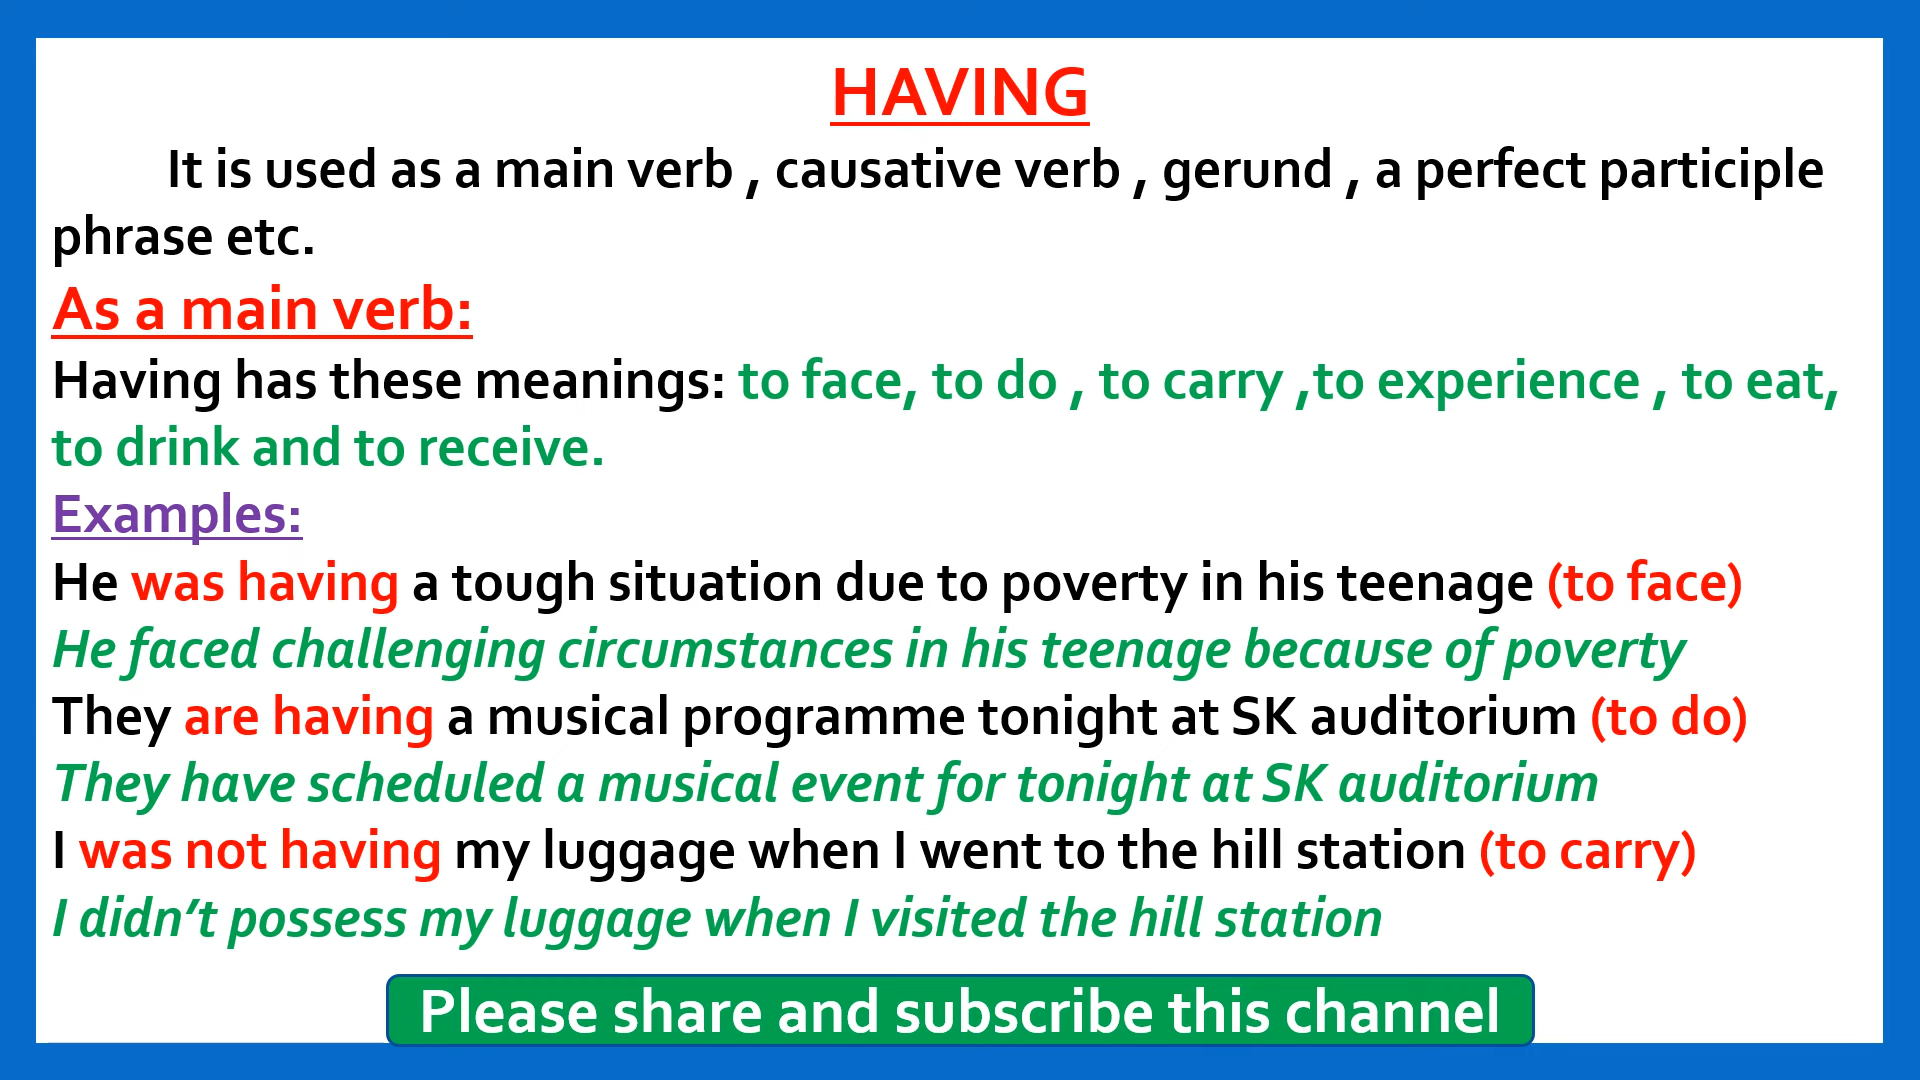 HAVING
It is used as a main verb , causative verb , gerund , a perfect participle
phrase etc.
As a main verb:
Having has these meanings: to face, to do , to carry ,to experience , to eat,
to drink and to receive.
Examples:
He was having a tough situation due to poverty in his teenage (to face)
He faced challenging circumstances in his teenage because of poverty
They are having a musical programme tonight at SK auditorium (to do)
They have scheduled a musical event for tonight at SK auditorium
I was not having my luggage when I went to the hill station (to carry)
I didn’t possess my luggage when I visited the hill station
Please share and subscribe this channel